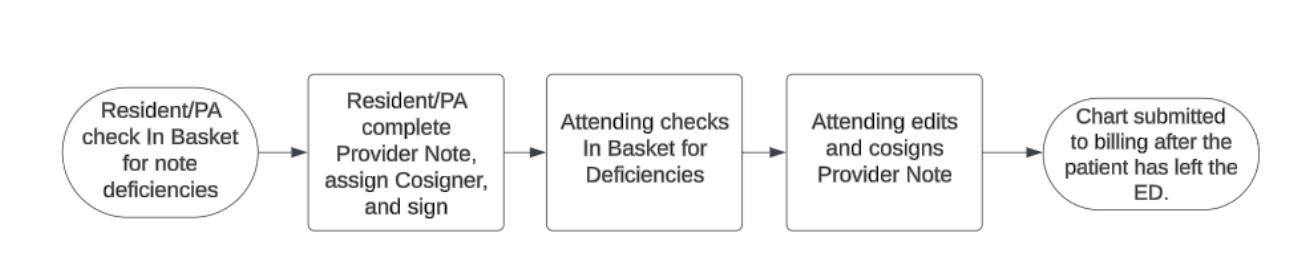 Resident/PA
check In Basket
for note
deficiencies
Resident/PA
complete
Provider Note,
assign Cosigner,
and sign
Attending checks
In Basket for
Deficiencies
Attending edits
and cosigns
Provider Note
Chart submitted
to billing after the
patient has left the
ED.